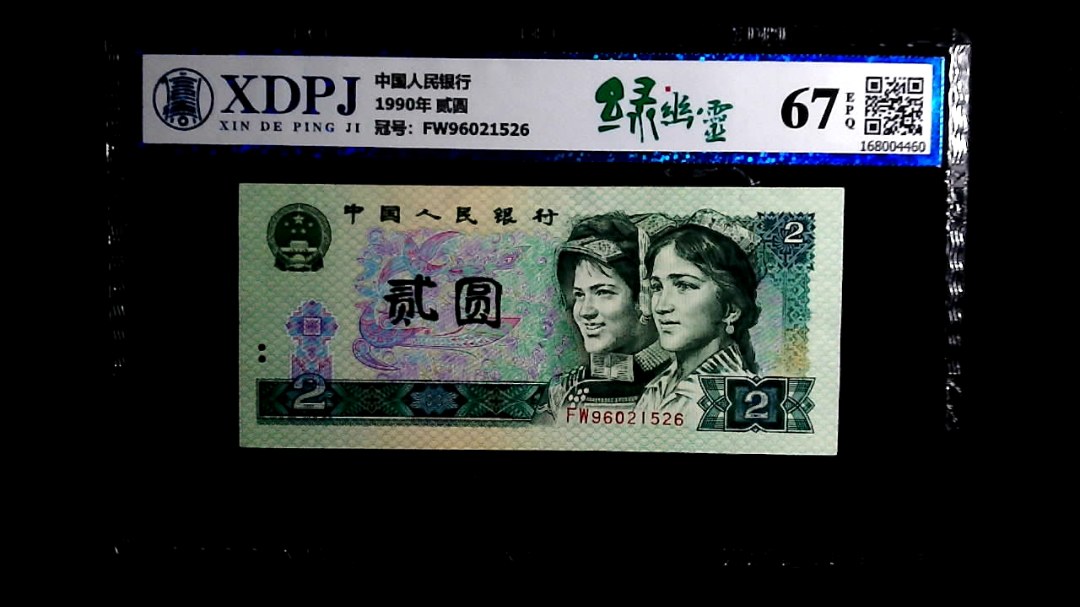 XDPJ
XIN DE PING JI
中国人民银行
1990年 贰圆
冠号：FW96021526
绿幽靈
67
EPQ
168004460
中国人民银行
2
贰圆
2
FW96021526
2